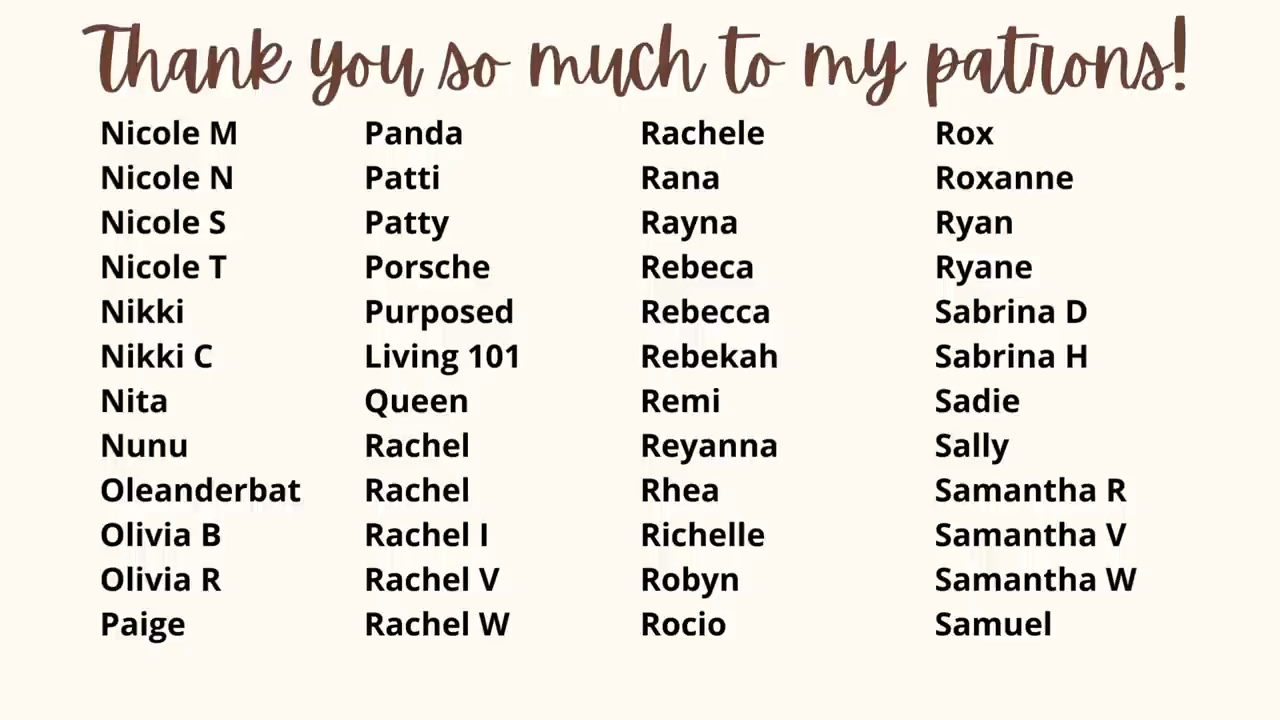 Thank you so much to my patrons!
Nicole M
Nicole N
Nicole S
Nicole T
Nikki
Nikki C
Nita
Nunu
Oleanderbat
Olivia B
Olivia R
Paige
Panda
Patti
Patty
Porsche
Purposed
Living 101
Queen
Rachel
Rachel
Rachel I
Rachel V
Rachel W
Rachele
Rana
Rayna
Rebeca
Rebecca
Rebekah
Remi
Reyanna
Rhea
Richelle
Robyn
Rocio
Rox
Roxanne
Ryan
Ryane
Sabrina D
Sabrina H
Sadie
Sally
Samantha R
Samantha V
Samantha W
Samuel